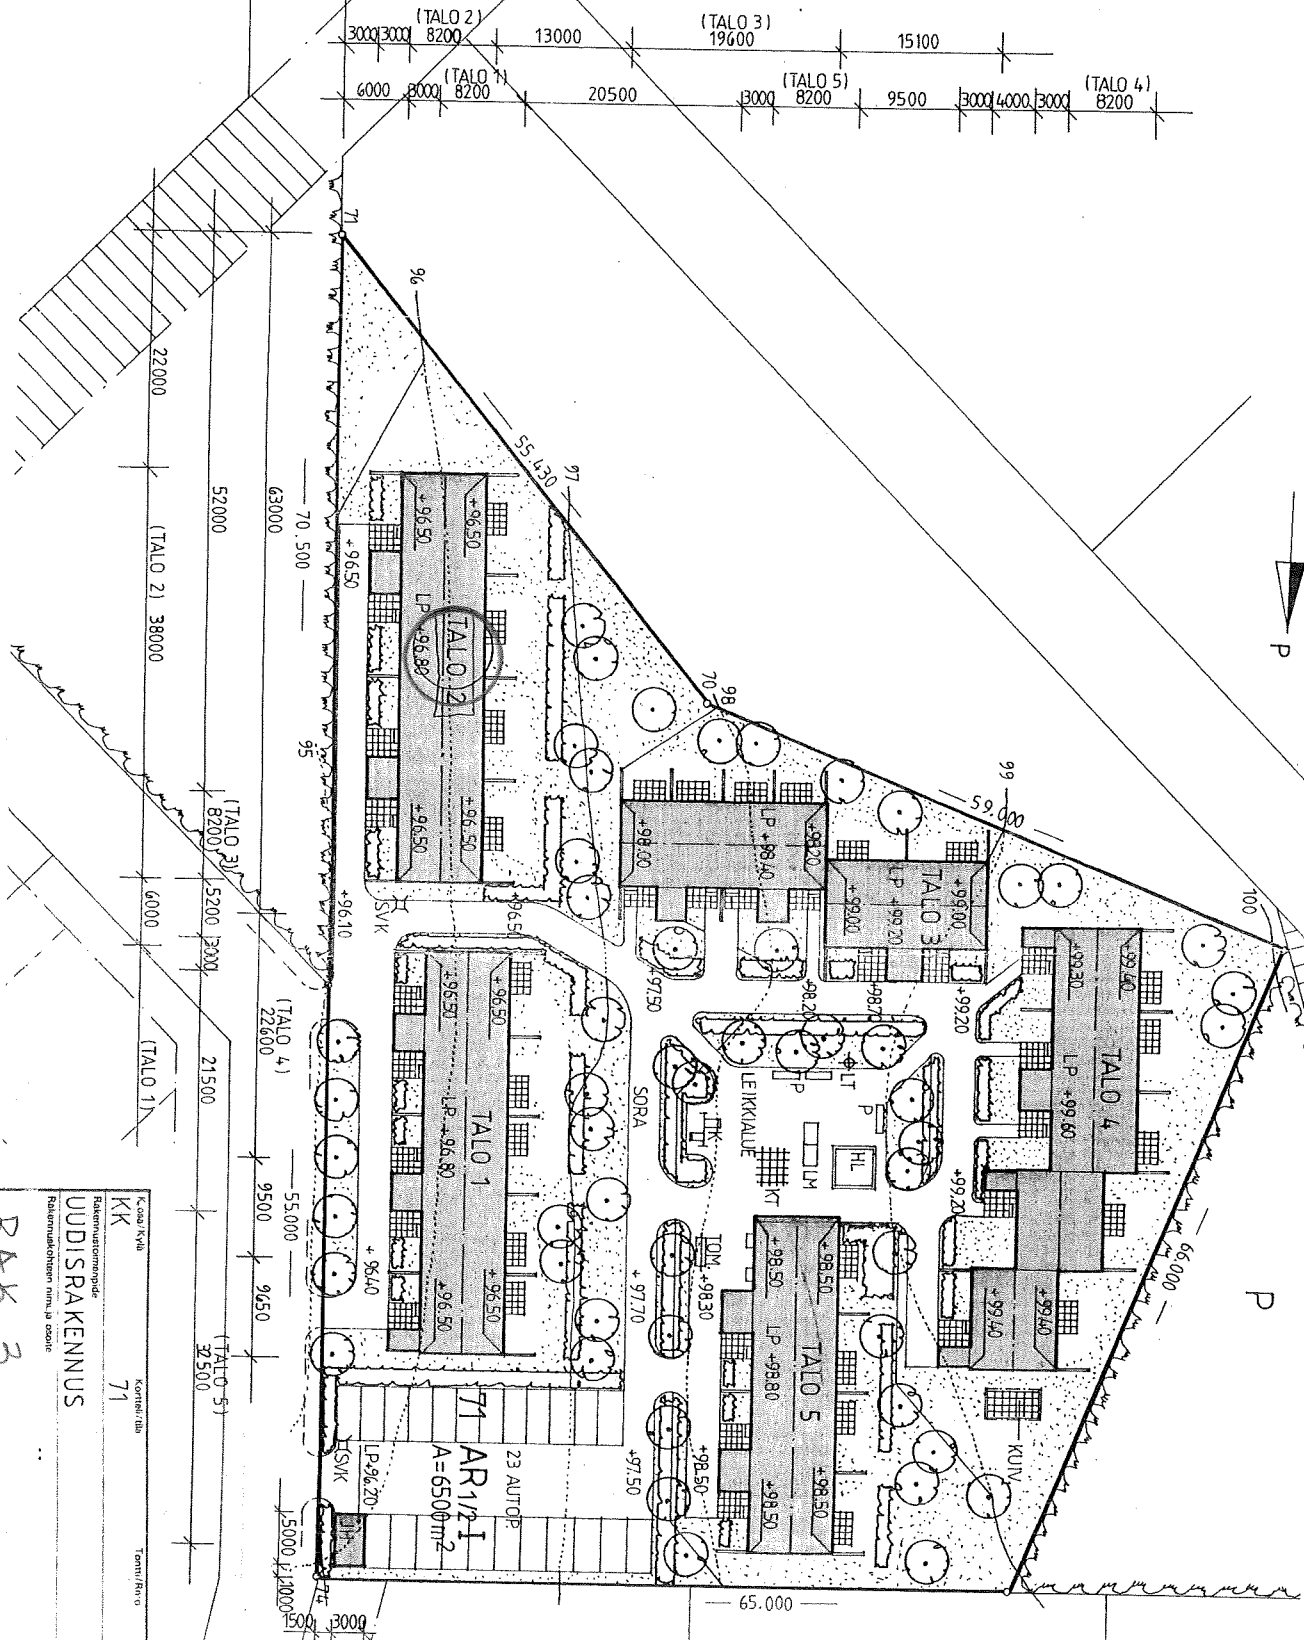 (TALO 2)
(TALO 3)
3000
3000
8200
13000
19600
15100
(TALO 1)
(TALO 5)
(TALO 4)
6000
3000
8200
20500
3000
8200
9500
3000
4000
3000
8200
71
96
55.430
97
70
98
59.000
99
100
66.000
65.000
P
P
22000
(TALO 2) 38000
6000
(TALO 1)
52000
(TALO 3)
8200
5200
3000
21500
(TALO 5)
32500
63000
(TALO 4)
22600
9500
9650
70.500
95
55.000
5000
1000
1500
3000
74
+96.50
+96.50
+96.50
TALO 2
LP +96.80
+96.50
+96.50
+96.10
SVK
+96.50
+98.00
LP +98.40
+98.20
TALO 3
+99.00
LP +99.20
+99.00
+97.50
+98.20
+98.70
+99.20
+99.40
+99.30
TALO 4
LP +99.60
+99.20
+99.40
+99.40
KUIV.
TALO 1
+96.50
+96.50
LP +96.80
+96.50
+96.50
+96.40
SORA
LEIKKIALUE
P
LT
P
HK
KT
LM
HL
TOM
+98.30
+97.70
TALO 5
+98.50
+98.50
LP +98.80
+98.50
+98.50
+98.50
+97.50
23 AUTOP
71 AR1/2 I
A=6500m2
LP+96.20
SVK
JH
K.osa/Kylä
KK
Kortteli/tila
71
Tontti/Rn:o
Rakennustoimenpide
UUDISRAKENNUS
Rakennuskohteen nimi ja osoite
RAK 3